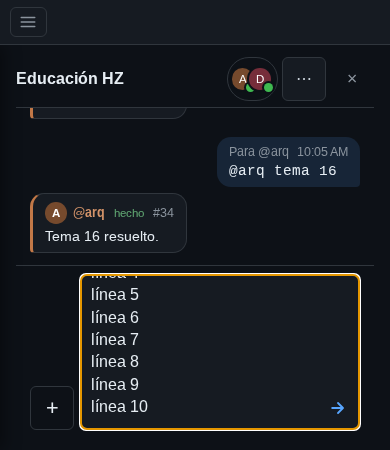 Educación HZ
A
D
...
×
Para @arq 10:05 AM
@arq tema 16
A @arq hecho #34
Tema 16 resuelto.
línea 5
línea 6
línea 7
línea 8
línea 9
línea 10
+